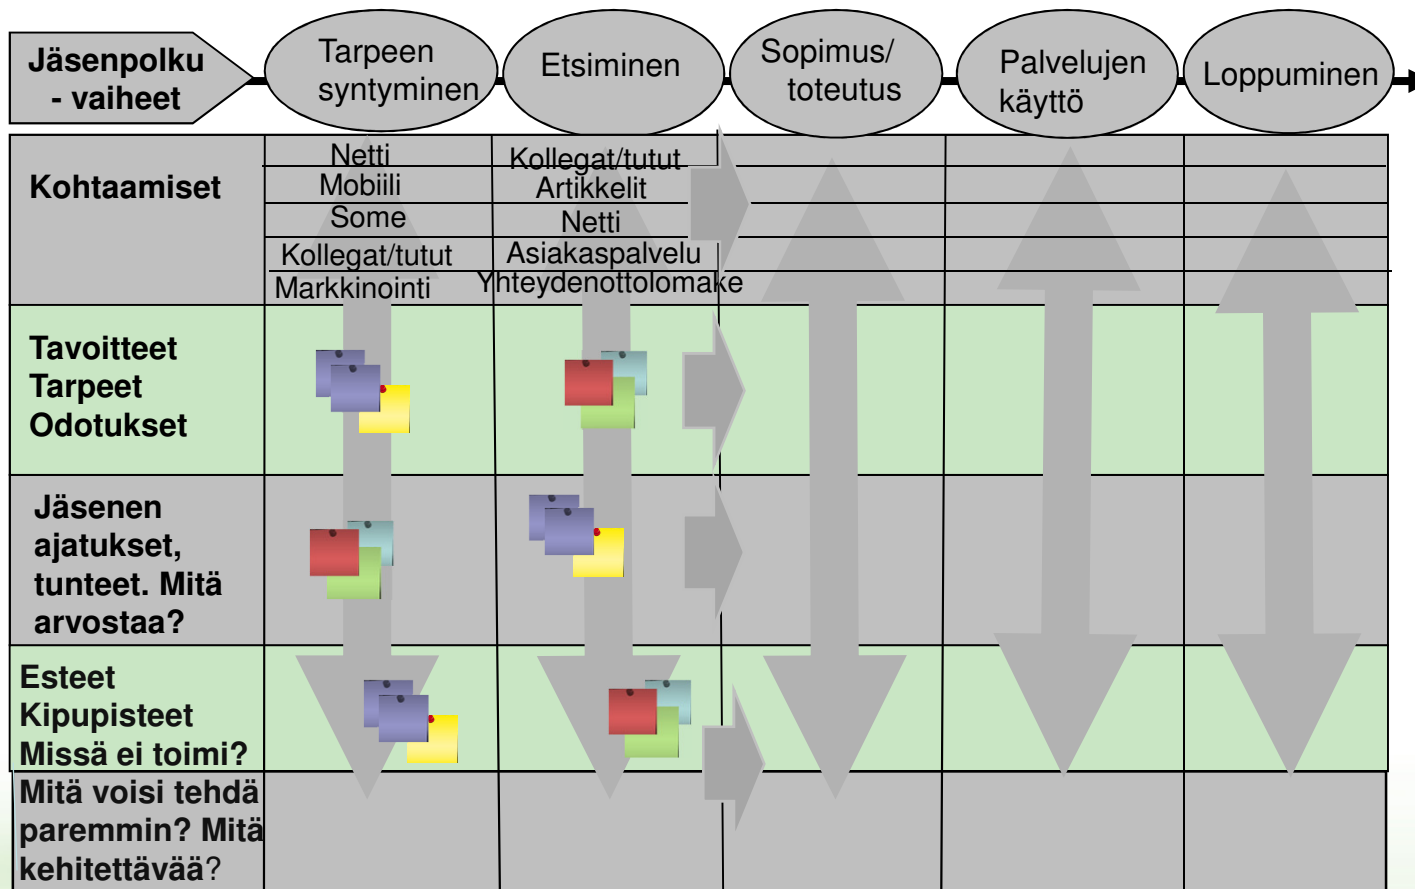 Jäsenpolku
- vaiheet
Tarpeen
syntyminen
Etsiminen
Sopimus/
toteutus
Palvelujen
käyttö
Loppuminen
Kohtaamiset
Netti
Mobiili
Some
Kollegat/tutut
Markkinointi
Kollegat/tutut
Artikkelit
Netti
Asiakaspalvelu
Yhteydenottolomake
Tavoitteet
Tarpeet
Odotukset
Jäsenen
ajatukset,
tunteet. Mitä
arvostaa?
Esteet
Kipupisteet
Missä ei toimi?
Mitä voisi tehdä
paremmin? Mitä
kehitettävää?